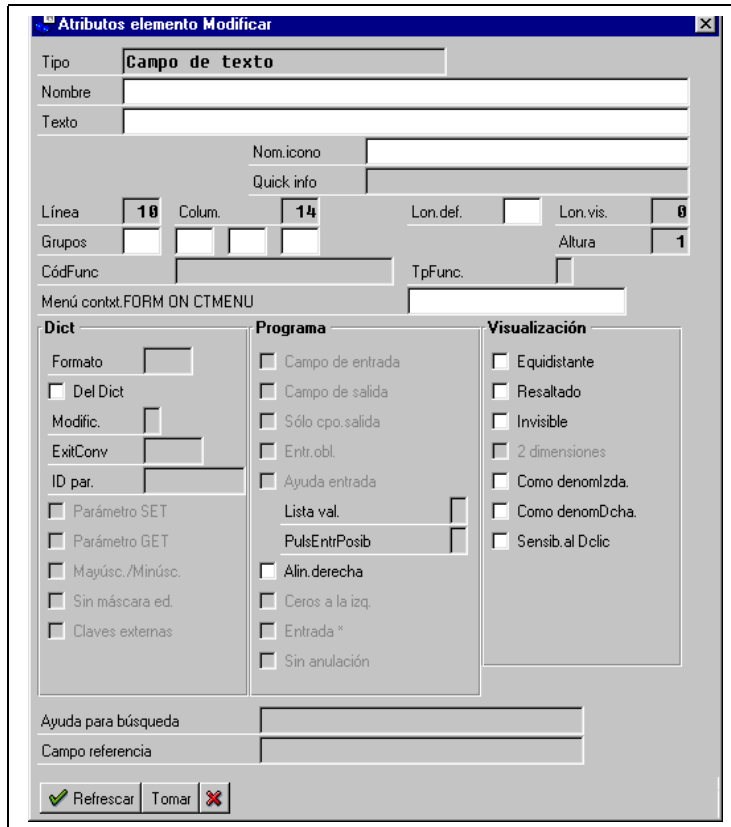 Atributos elemento Modificar
Tipo Campo de texto
Nombre
Texto
Nom.icono
Quick info
Línea 10 Colum. 14 Lon.def. Lon.vis. 0
Grupos Altura 1
CódFunc TpFunc.
Menú contxt.FORM ON CTMENU
Dict Programa Visualización
Formato Campo de entrada Equidistante
Del Dict Campo de salida Resaltado
Modific. Sólo cpo.salida Invisible
ExitConv Entr.obl. 2 dimensiones
ID par. Ayuda entrada Como denomIzda.
Parámetro SET Lista val. Como denomDcha.
Parámetro GET PulsEntrPosib Sensib.al Dclic
Mayúsc./Minúsc. Alin.derecha
Sin máscara ed. Ceros a la izq.
Claves externas Entrada *
Sin anulación
Ayuda para búsqueda
Campo referencia
Refrescar Tomar